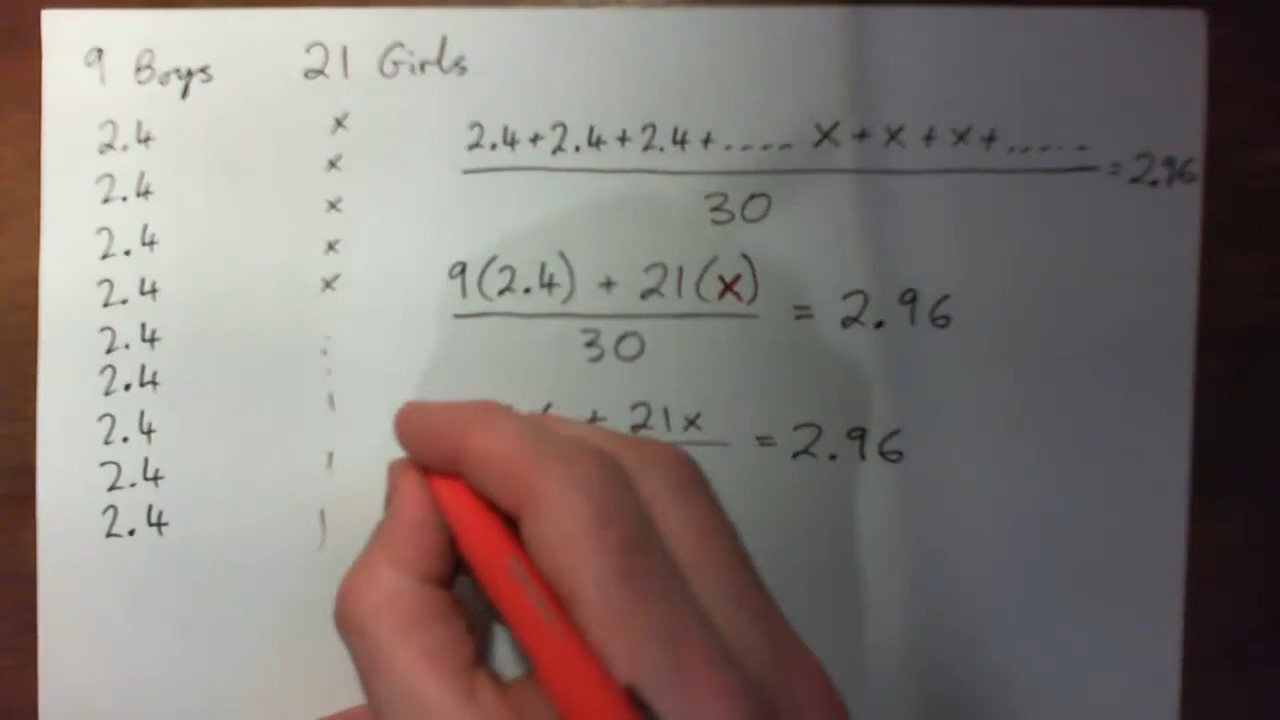 9 Boys 21 Girls
2.4 x
2.4 x
2.4 x
2.4 x
2.4 x
2.4
2.4
2.4
2.4
2.4+2.4+2.4+..... x+x+x+.....
30
=2.96
9(2.4) + 21(x)
30
= 2.96
+ 21x
= 2.96